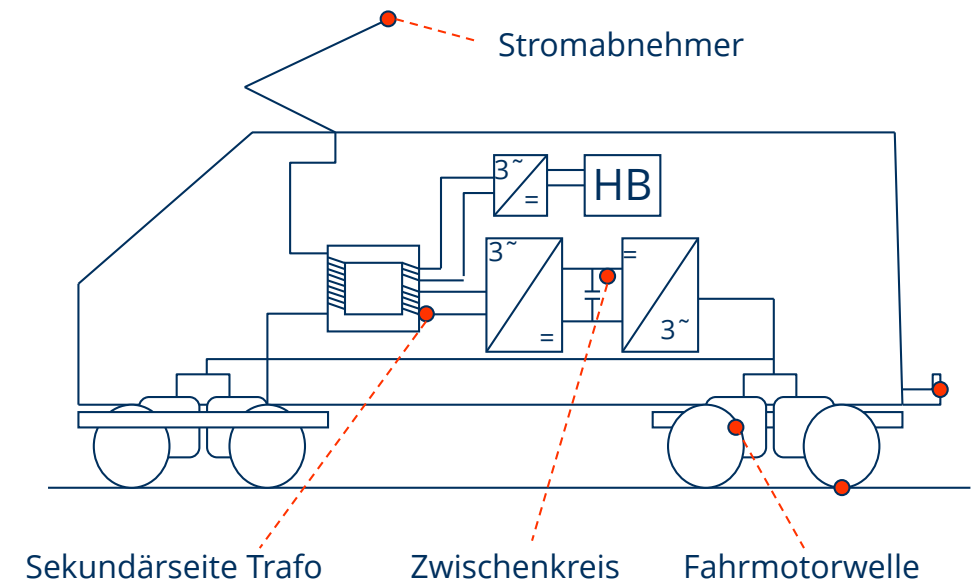 Stromabnehmer
3~
=
HB
3~
=
=
3~
Sekundärseite Trafo
Zwischenkreis
Fahrmotorwelle